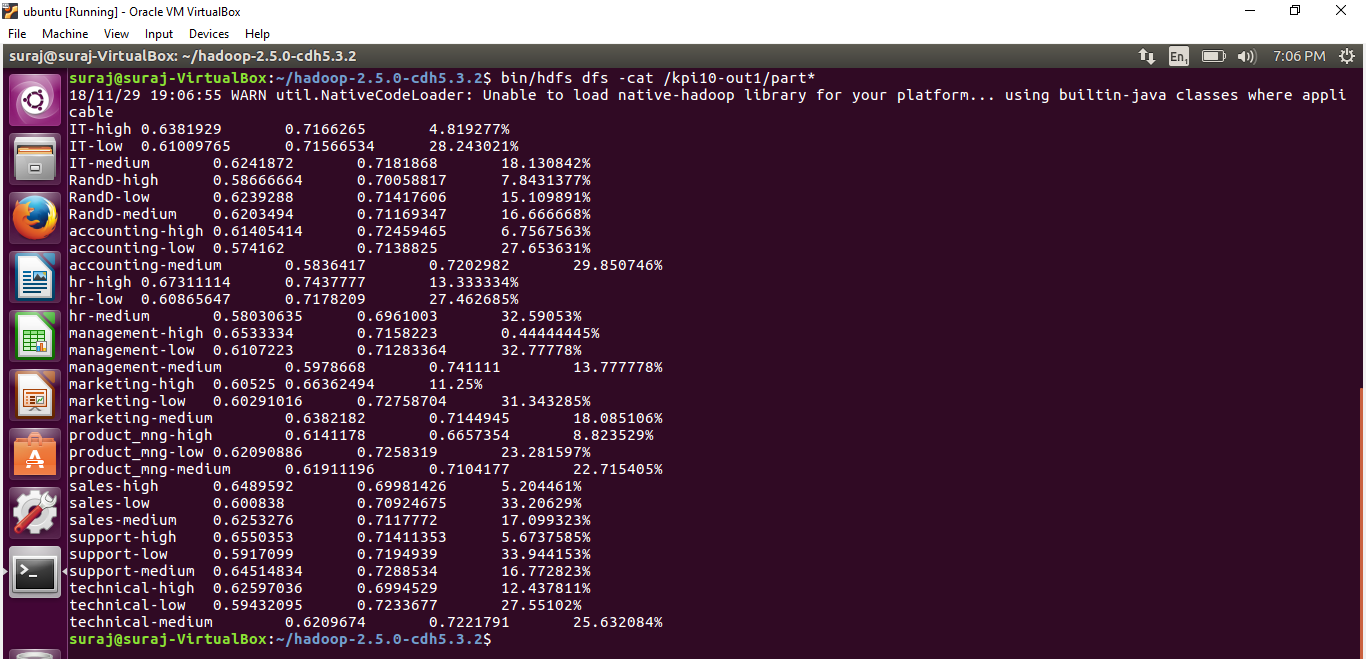 ubuntu [Running] - Oracle VM VirtualBox
File Machine View Input Devices Help
suraj@suraj-VirtualBox: ~/hadoop-2.5.0-cdh5.3.2 En1 7:06 PM
suraj@suraj-VirtualBox:~/hadoop-2.5.0-cdh5.3.2$ bin/hdfs dfs -cat /kpi10-out1/part*
18/11/29 19:06:55 WARN util.NativeCodeLoader: Unable to load native-hadoop library for your platform... using builtin-java classes where appli
cable
IT-high 0.6381929 0.7166265 4.819277%
IT-low 0.61009765 0.71566534 28.243021%
IT-medium 0.6241872 0.7181868 18.130842%
RandD-high 0.58666664 0.70058817 7.8431377%
RandD-low 0.6239288 0.71417606 15.109891%
RandD-medium 0.6203494 0.71169347 16.666668%
accounting-high 0.61405414 0.72459465 6.7567563%
accounting-low 0.574162 0.7138825 27.653631%
accounting-medium 0.5836417 0.7202982 29.850746%
hr-high 0.67311114 0.7437777 13.333334%
hr-low 0.60865647 0.7178209 27.462685%
hr-medium 0.58030635 0.6961003 32.59053%
management-high 0.6533334 0.7158223 0.44444445%
management-low 0.6107223 0.71283364 32.77778%
management-medium 0.5978668 0.741111 13.777778%
marketing-high 0.60525 0.66362494 11.25%
marketing-low 0.60291016 0.72758704 31.343285%
marketing-medium 0.6382182 0.7144945 18.085106%
product_mng-high 0.6141178 0.6657354 8.823529%
product_mng-low 0.62090886 0.7258319 23.281597%
product_mng-medium 0.61911196 0.7104177 22.715405%
sales-high 0.6489592 0.69981426 5.204461%
sales-low 0.600838 0.70924675 33.20629%
sales-medium 0.6253276 0.7117772 17.099323%
support-high 0.6550353 0.71411353 5.6737585%
support-low 0.5917099 0.7194939 33.944153%
support-medium 0.64514834 0.7288534 16.772823%
technical-high 0.62597036 0.6994529 12.437811%
technical-low 0.59432095 0.7233677 27.55102%
technical-medium 0.6209674 0.7221791 25.632084%
suraj@suraj-VirtualBox:~/hadoop-2.5.0-cdh5.3.2$